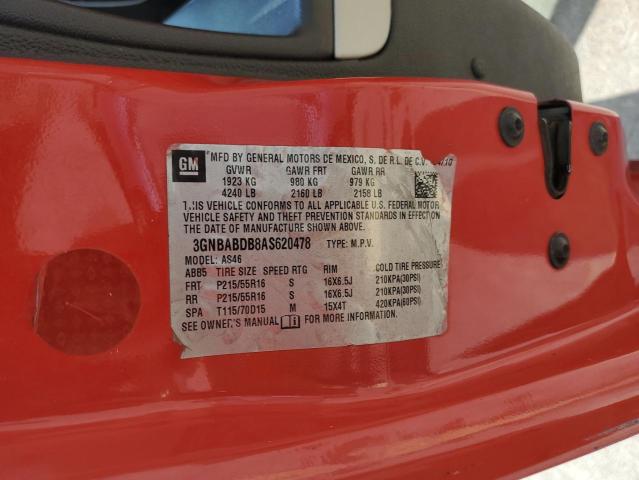 GM
MFD BY GENERAL MOTORS DE MEXICO, S. DE R.L. DE C.V. 04/10
GVWR GAWR FRT GAWR RR
1923 KG 980 KG 979 KG
4240 LB 2160 LB 2158 LB
IS VEHICLE CONFORMS TO ALL APPLICABLE U.S. FEDERAL MOTOR
VEHICLE SAFETY AND THEFT PREVENTION STANDARDS IN EFFECT ON
THE DATE OF MANUFACTURE SHOWN ABOVE.
3GNBABDB8AS620478 TYPE: M.P.V.
MODEL: AS46
ABB5 TIRE SIZE SPEED RTG RIM COLD TIRE PRESSURE
FRT P215/55R16 S 16X6.5J 210KPA(30PSI)
RR P215/55R16 S 16X6.5J 210KPA(30PSI)
SPA T115/70D15 M 15X4T 420KPA(60PSI)
SEE OWNER'S MANUAL i FOR MORE INFORMATION.